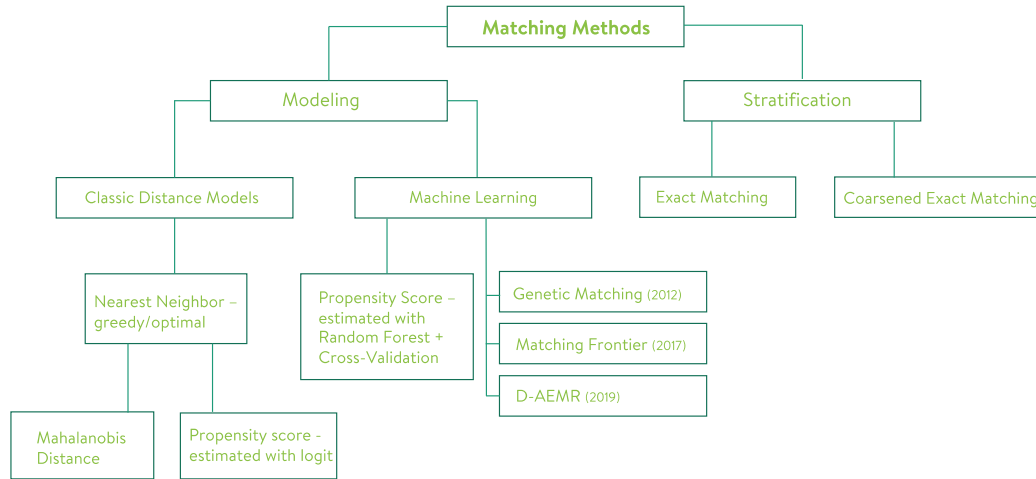 Matching Methods
Modeling
Stratification
Classic Distance Models
Machine Learning
Exact Matching
Coarsened Exact Matching
Nearest Neighbor –
greedy/optimal
Propensity Score –
estimated with
Random Forest +
Cross-Validation
Genetic Matching (2012)
Matching Frontier (2017)
D-AEMR (2019)
Mahalanobis
Distance
Propensity score -
estimated with logit